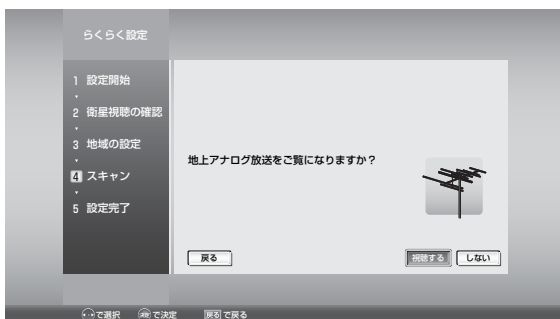 らくらく設定
1 設定開始
2 衛星視聴の確認
3 地域の設定
4 スキャン
5 設定完了
地上アナログ放送をご覧になりますか？
戻る
視聴する しない
で選択 決定 で決定 戻る で戻る